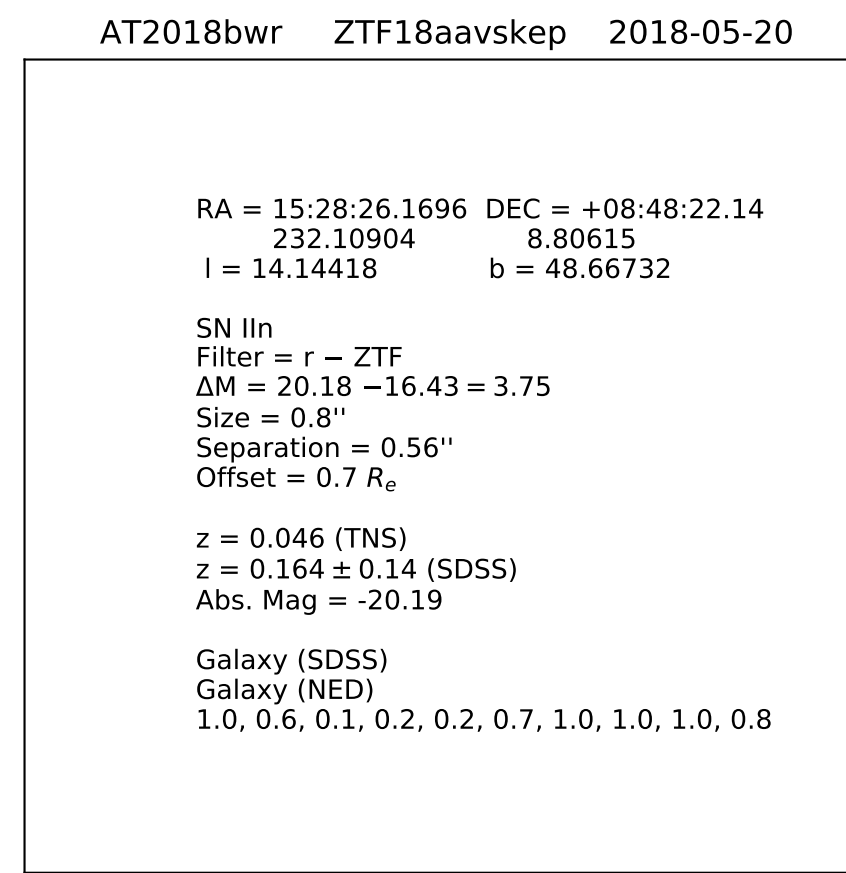 AT2018bwr ZTF18aavskep 2018-05-20
RA = 15:28:26.1696 DEC = +08:48:22.14
232.10904 8.80615
l = 14.14418 b = 48.66732
SN IIn
Filter = r − ZTF
ΔM = 20.18 −16.43 = 3.75
Size = 0.8''
Separation = 0.56''
Offset = 0.7 Rₑ
z = 0.046 (TNS)
z = 0.164 ± 0.14 (SDSS)
Abs. Mag = -20.19
Galaxy (SDSS)
Galaxy (NED)
1.0, 0.6, 0.1, 0.2, 0.2, 0.7, 1.0, 1.0, 1.0, 0.8